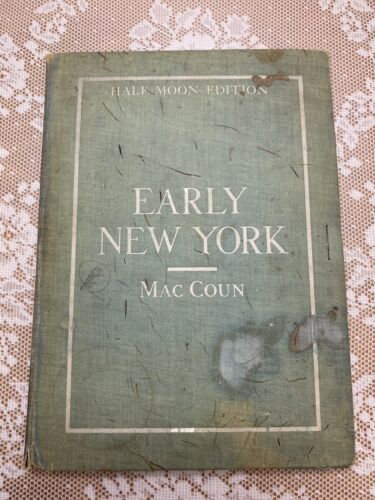 HALF MOON EDITION
EARLY
NEW YORK
MAC COUN